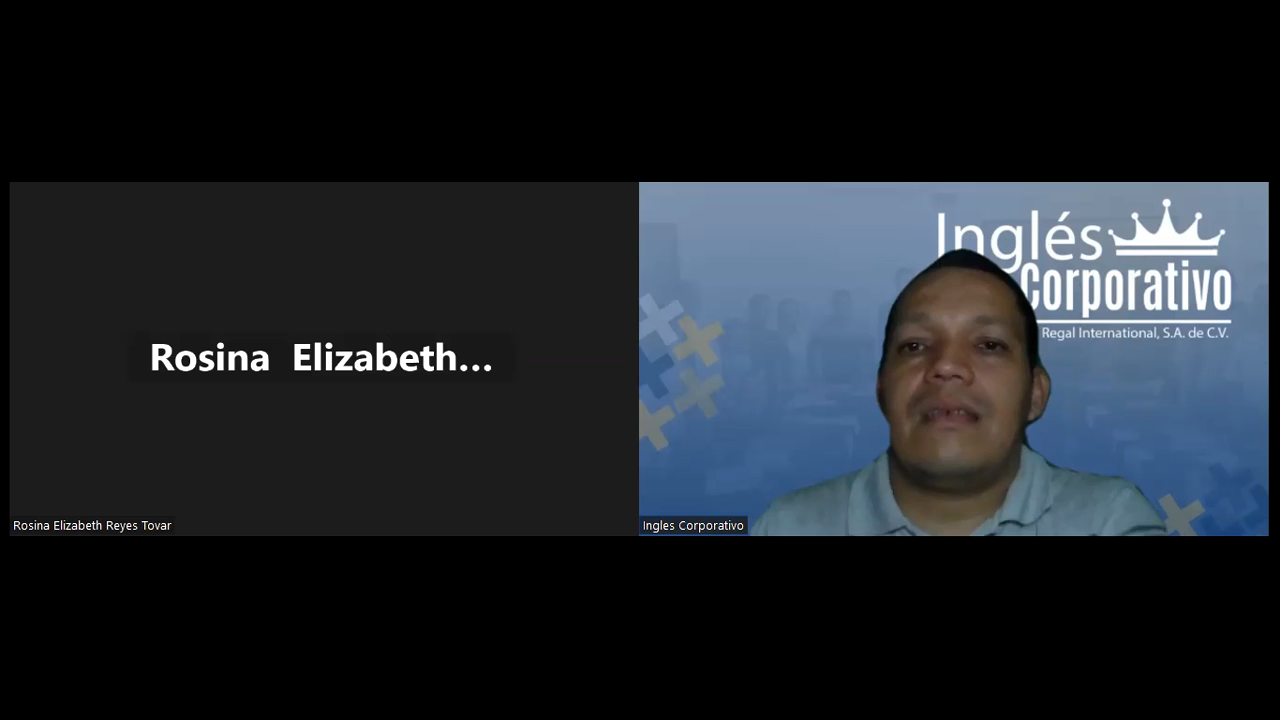 Rosina Elizabeth...
Rosina Elizabeth Reyes Tovar
Inglés
Corporativo
Regal International, S.A. de C.V.
Ingles Corporativo